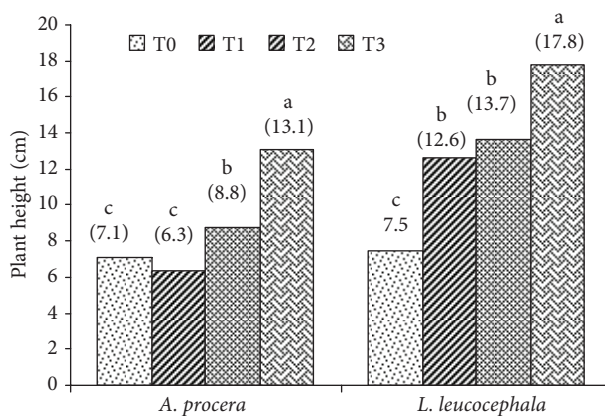 20
18
16
14
12
10
8
6
4
2
0
Plant height (cm)
T0 T1 T2 T3
c
(7.1)
c
(6.3)
b
(8.8)
a
(13.1)
c
7.5
b
(12.6)
b
(13.7)
a
(17.8)
A. procera
L. leucocephala